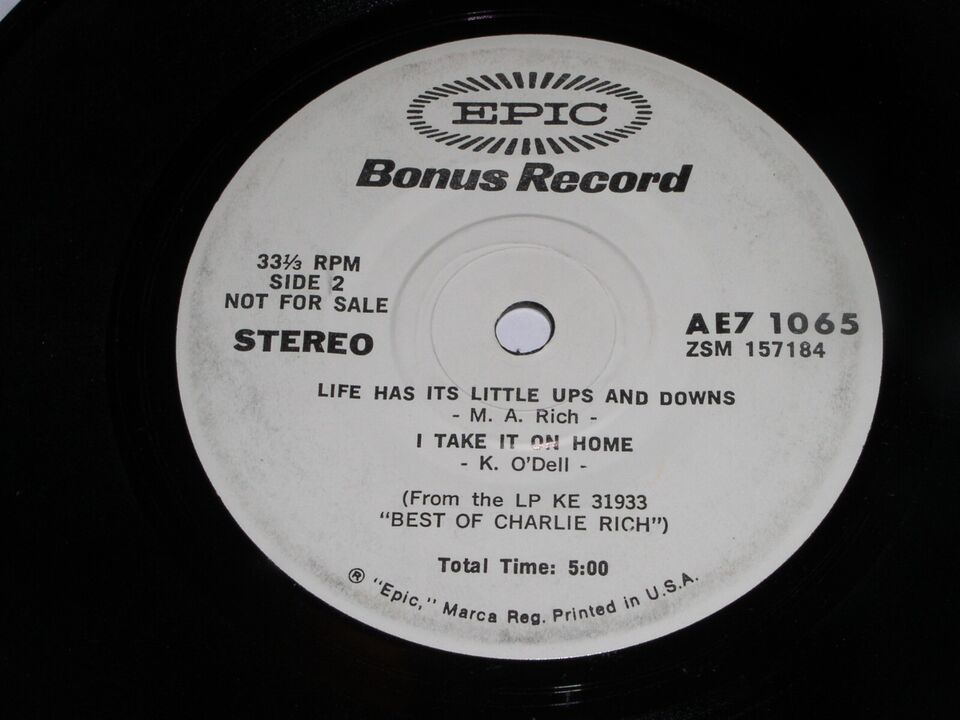 EPIC
Bonus Record
33⅓ RPM
SIDE 2
NOT FOR SALE
STEREO
AE7 1065
ZSM 157184
LIFE HAS ITS LITTLE UPS AND DOWNS
- M. A. Rich -
I TAKE IT ON HOME
- K. O'Dell -
(From the LP KE 31933
"BEST OF CHARLIE RICH")
Total Time: 5:00
® "Epic," Marca Reg. Printed in U.S.A.